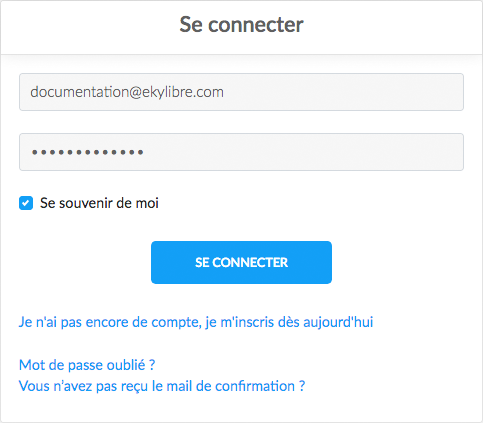 Se connecter
documentation@ekylibre.com
•••••••••••••
Se souvenir de moi
SE CONNECTER
Je n'ai pas encore de compte, je m'inscris dès aujourd'hui
Mot de passe oublié ?
Vous n'avez pas reçu le mail de confirmation ?